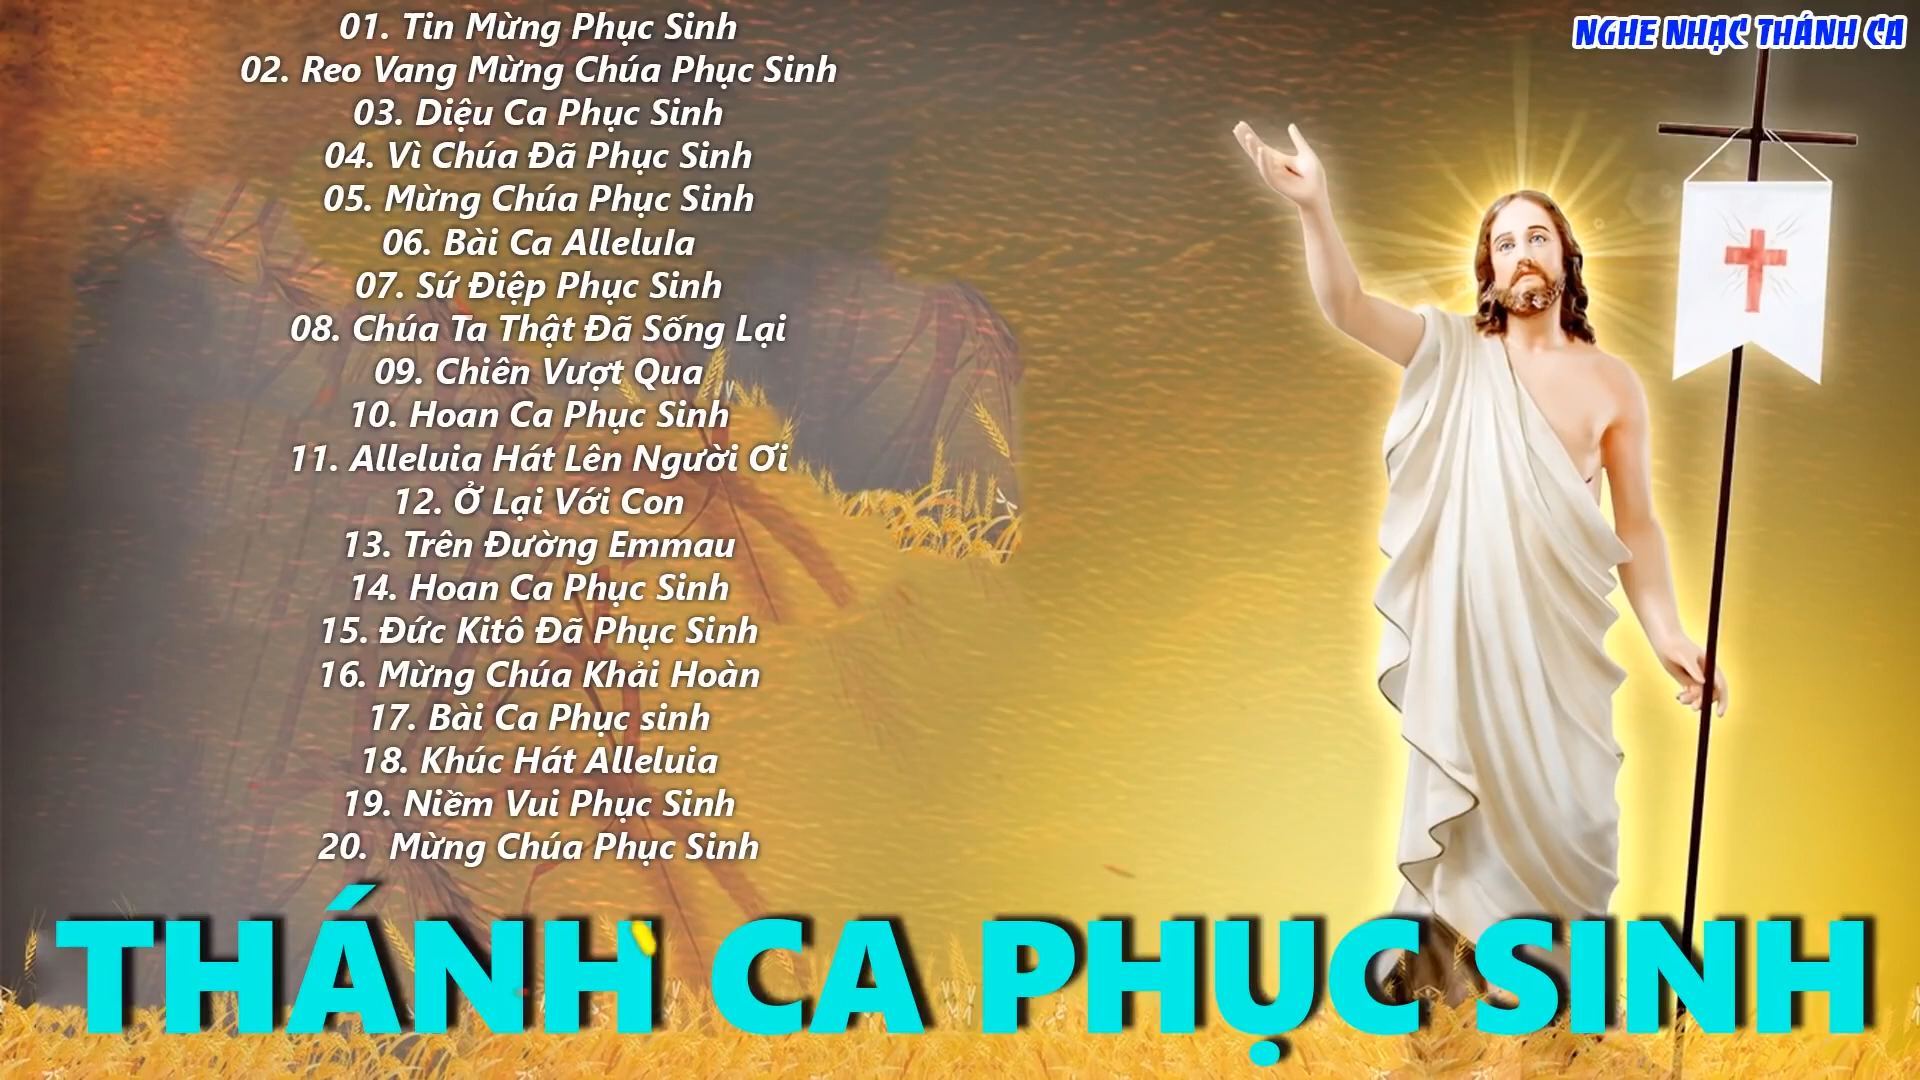 NGHE NHẠC THÁNH CA
01. Tin Mừng Phục Sinh
02. Reo Vang Mừng Chúa Phục Sinh
03. Diệu Ca Phục Sinh
04. Vì Chúa Đã Phục Sinh
05. Mừng Chúa Phục Sinh
06. Bài Ca AlleluIa
07. Sứ Điệp Phục Sinh
08. Chúa Ta Thật Đã Sống Lại
09. Chiên Vượt Qua
10. Hoan Ca Phục Sinh
11. Alleluia Hát Lên Người Ơi
12. Ở Lại Với Con
13. Trên Đường Emmau
14. Hoan Ca Phục Sinh
15. Đức Kitô Đã Phục Sinh
16. Mừng Chúa Khải Hoàn
17. Bài Ca Phục sinh
18. Khúc Hát Alleluia
19. Niềm Vui Phục Sinh
20. Mừng Chúa Phục Sinh
THÁNH CA PHỤC SINH